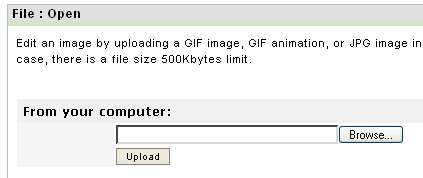 File : Open
Edit an image by uploading a GIF image, GIF animation, or JPG image in
case, there is a file size 500Kbytes limit.
From your computer:
Browse...
Upload